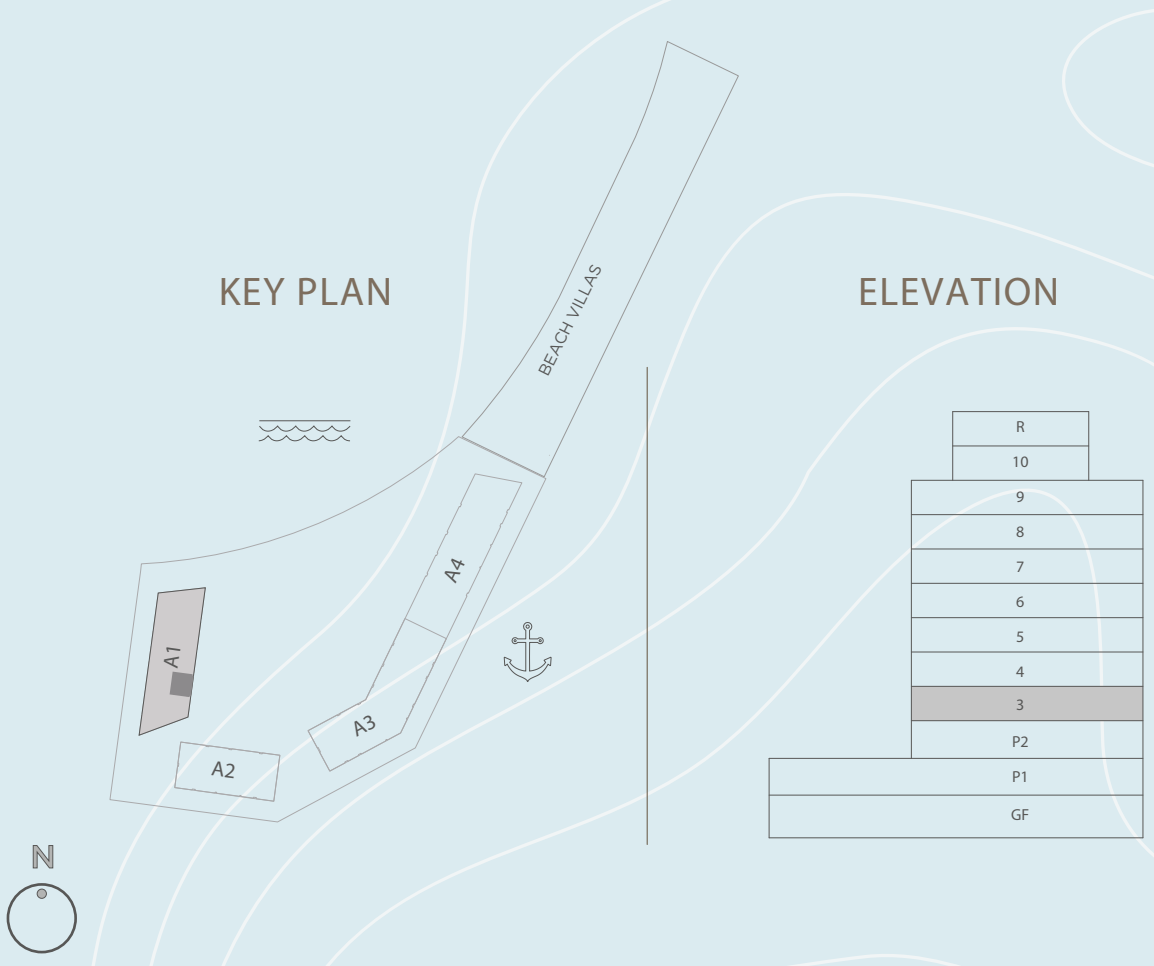 KEY PLAN
BEACH VILLAS
A4
A1
A3
A2
N
ELEVATION
R
10
9
8
7
6
5
4
3
P2
P1
GF